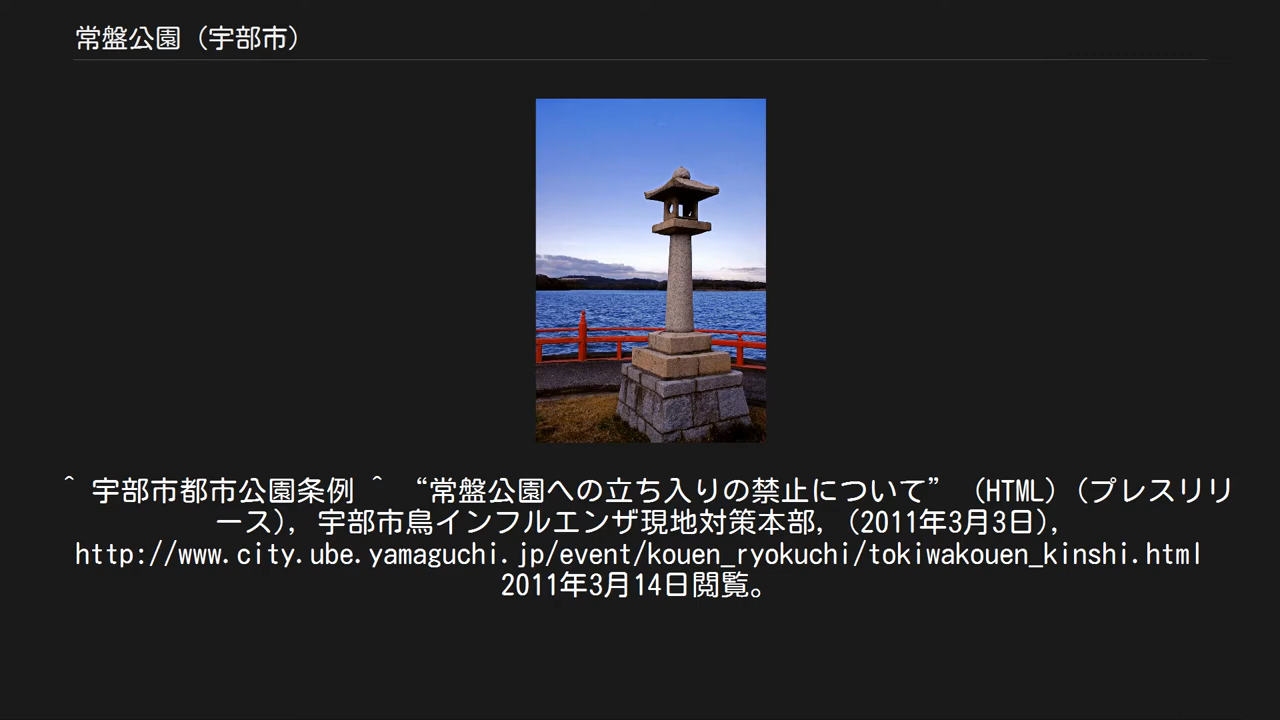 常盤公園（宇部市）
^ 宇部市都市公園条例 ^ “常盤公園への立ち入りの禁止について” （HTML）（プレスリリ
ース）, 宇部市鳥インフルエンザ現地対策本部, （2011年3月3日）,
http://www.city.ube.yamaguchi.jp/event/kouen_ryokuchi/tokiwakouen_kinshi.html
2011年3月14日閲覧。